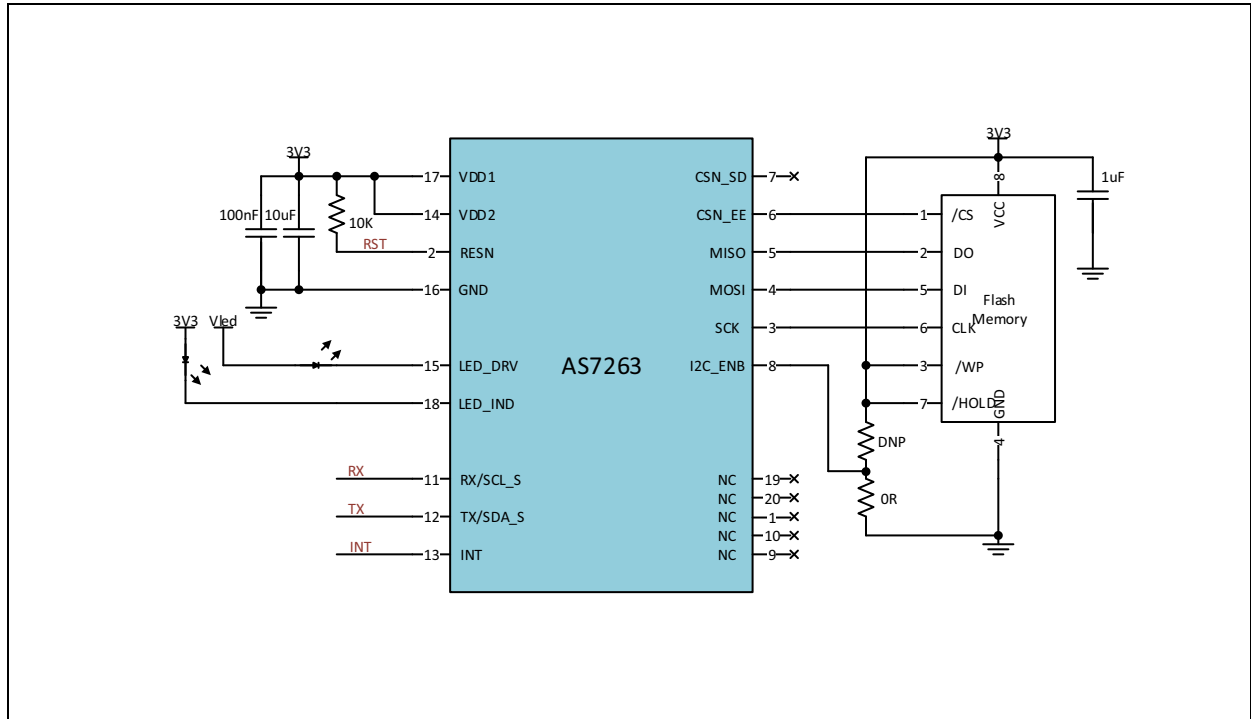 3V3
17 VDD1
100nF 10uF
10K
14 VDD2
RST
2 RESN
16 GND
3V3 Vled
15 LED_DRV
18 LED_IND
RX
11 RX/SCL_S
TX
12 TX/SDA_S
INT
13 INT
AS7263
CSN_SD 7
CSN_EE 6
MISO 5
MOSI 4
SCK 3
I2C_ENB 8
NC 19
NC 20
NC 1
NC 10
NC 9
3V3
1uF
8
VCC
1 /CS
2 DO
5 DI
Flash
Memory
6 CLK
3 /WP
7 /HOLD
GND
4
DNP
0R